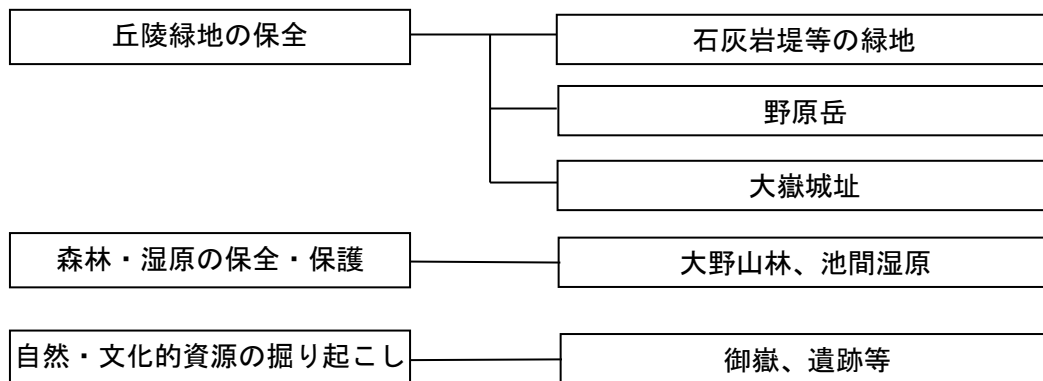 丘陵緑地の保全
石灰岩堤等の緑地
野原岳
大嶽城址
森林・湿原の保全・保護
大野山林、池間湿原
自然・文化的資源の掘り起こし
御嶽、遺跡等